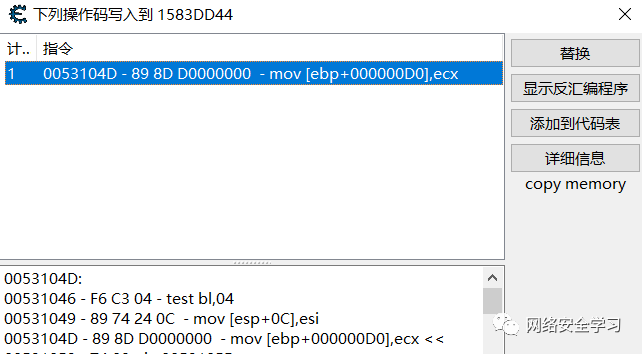 下列操作码写入到 1583DD44
计.. 指令
1 0053104D - 89 8D D0000000 - mov [ebp+000000D0],ecx
替换
显示反汇编程序
添加到代码表
详细信息
copy memory
0053104D:
00531046 - F6 C3 04 - test bl,04
00531049 - 89 74 24 0C - mov [esp+0C],esi
0053104D - 89 8D D0000000 - mov [ebp+000000D0],ecx <<
网络安全学习